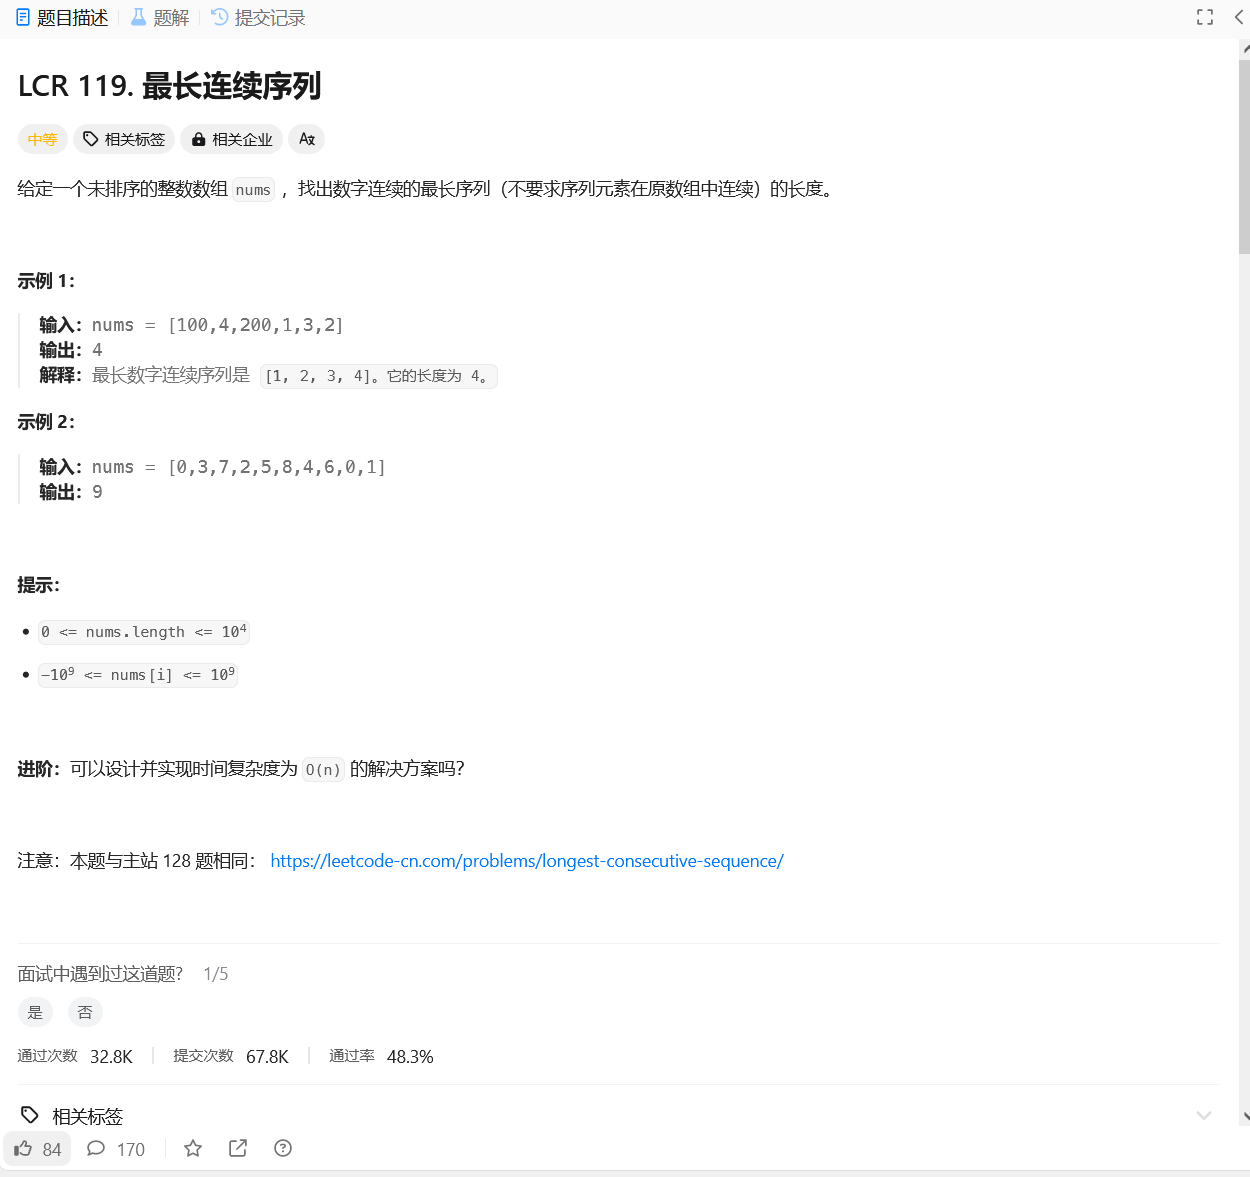 题目描述 题解 提交记录
LCR 119. 最长连续序列
中等 相关标签 相关企业 Aあ
给定一个未排序的整数数组 nums ，找出数字连续的最长序列（不要求序列元素在原数组中连续）的长度。
示例 1：
输入：nums = [100,4,200,1,3,2]
输出：4
解释：最长数字连续序列是 [1, 2, 3, 4]。它的长度为 4。
示例 2：
输入：nums = [0,3,7,2,5,8,4,6,0,1]
输出：9
提示：
• 0 <= nums.length <= 10⁴
• -10⁹ <= nums[i] <= 10⁹
进阶：可以设计并实现时间复杂度为 O(n) 的解决方案吗？
注意：本题与主站 128 题相同： https://leetcode-cn.com/problems/longest-consecutive-sequence/
面试中遇到过这道题? 1/5
是 否
通过次数 32.8K 提交次数 67.8K 通过率 48.3%
相关标签
84 170